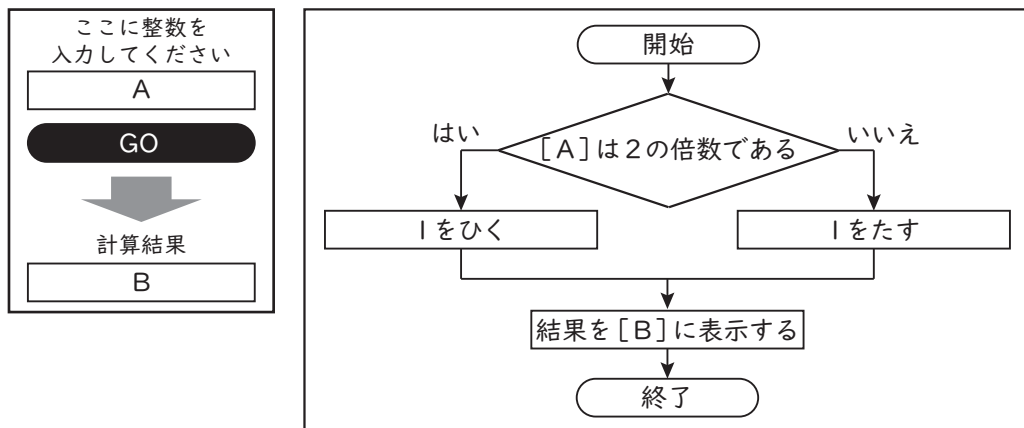 ここに整数を
入力してください
A
GO
計算結果
B
開始
はい
[A]は2の倍数である
いいえ
1をひく
1をたす
結果を[B]に表示する
終了